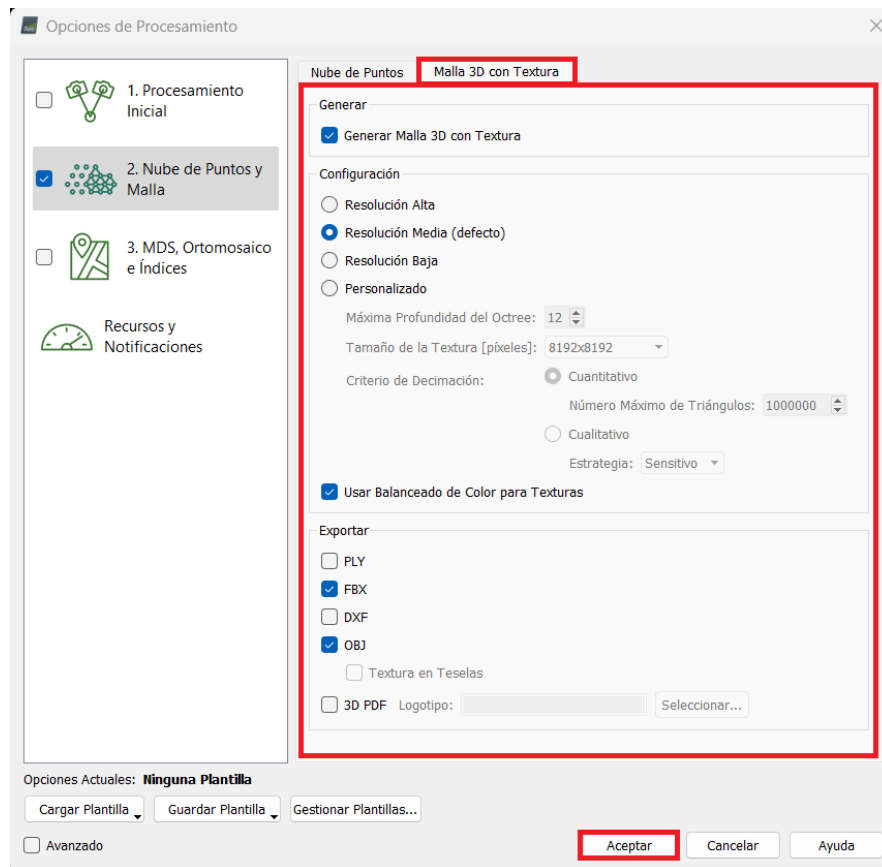 Opciones de Procesamiento
1. Procesamiento
Inicial
2. Nube de Puntos y
Malla
3. MDS, Ortomosaico
e Índices
Recursos y
Notificaciones
Nube de Puntos
Malla 3D con Textura
Generar
Generar Malla 3D con Textura
Configuración
Resolución Alta
Resolución Media (defecto)
Resolución Baja
Personalizado
Máxima Profundidad del Octree: 12
Tamaño de la Textura [píxeles]: 8192x8192
Criterio de Decimación: Cuantitativo
Número Máximo de Triángulos: 1000000
Cualitativo
Estrategia: Sensitivo
Usar Balanceado de Color para Texturas
Exportar
PLY
FBX
DXF
OBJ
Textura en Teselas
3D PDF Logotipo: Seleccionar...
Opciones Actuales: Ninguna Plantilla
Cargar Plantilla Guardar Plantilla Gestionar Plantillas...
Avanzado Aceptar Cancelar Ayuda